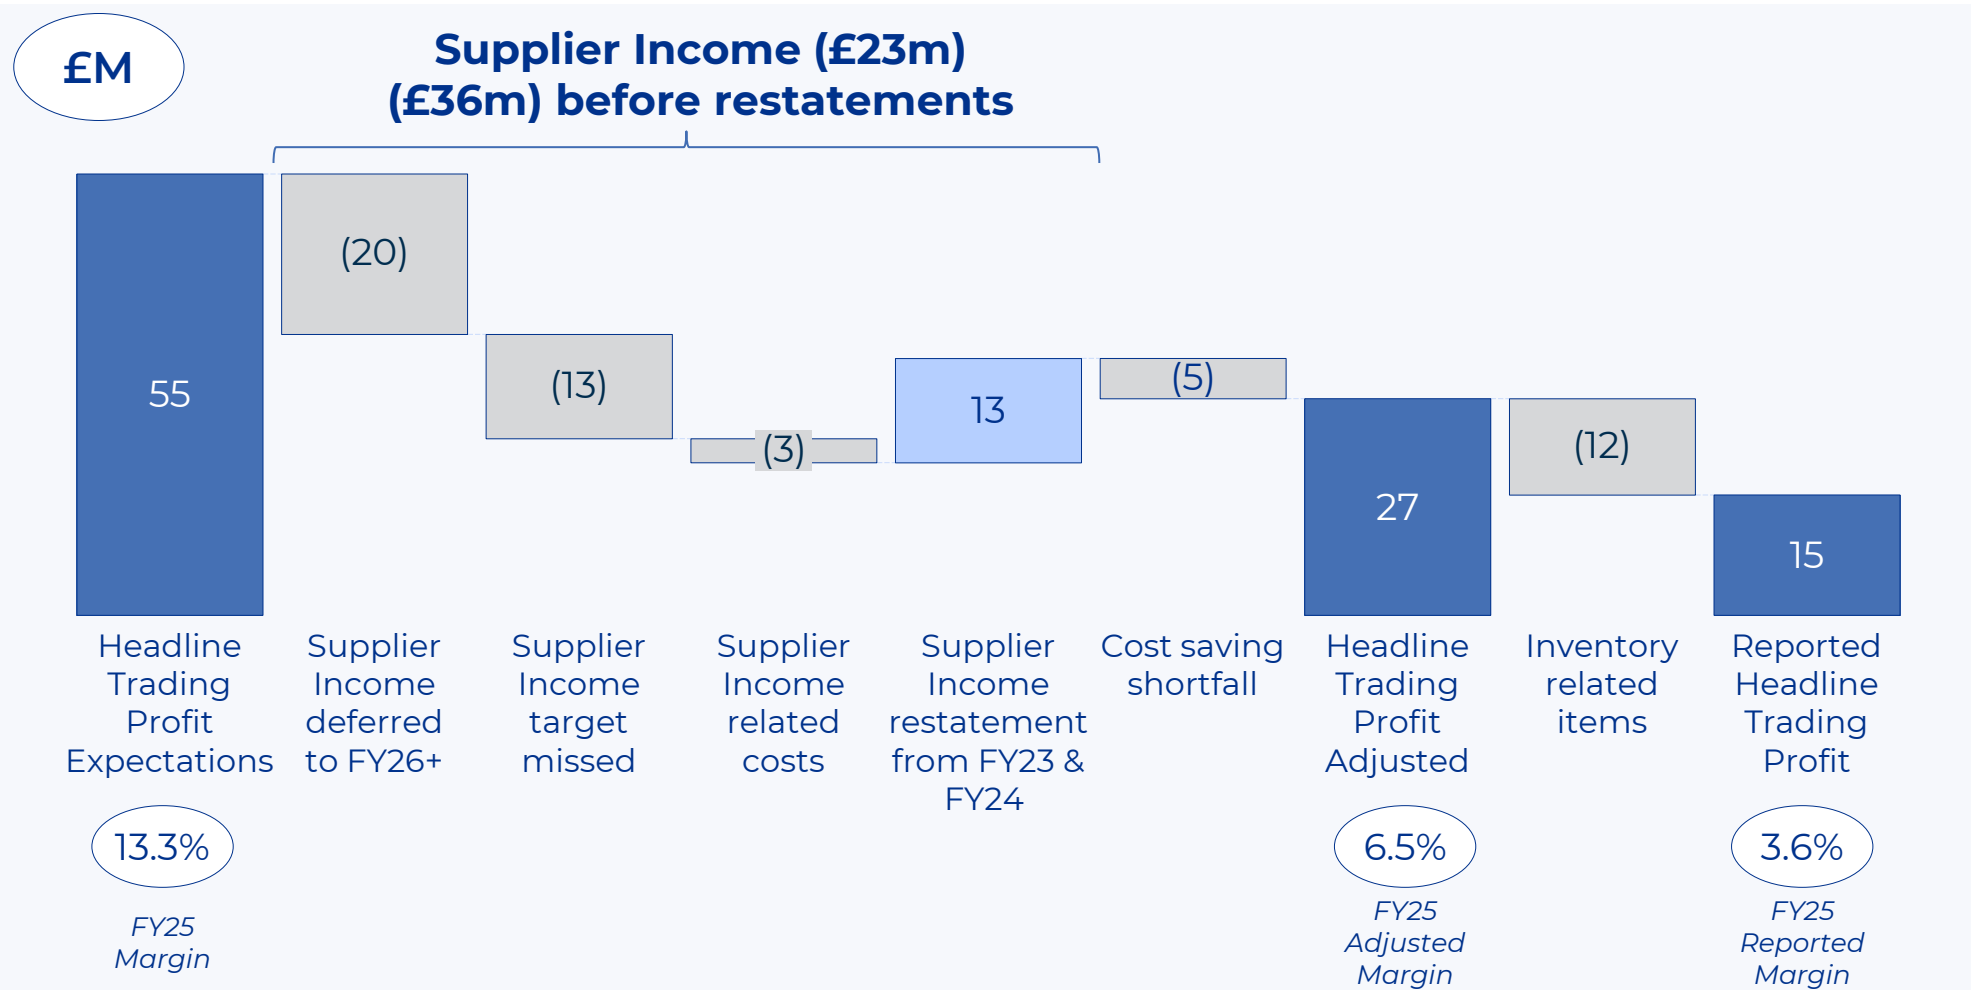 £M
Supplier Income (£23m)
(£36m) before restatements
55
(20)
(13)
(3)
13
(5)
27
(12)
15
Headline
Trading
Profit
Expectations
Supplier
Income
deferred
to FY26+
Supplier
Income
target
missed
Supplier
Income
related
costs
Supplier
Income
restatement
from FY23 &
FY24
Cost saving
shortfall
Headline
Trading
Profit
Adjusted
Inventory
related
items
Reported
Headline
Trading
Profit
13.3%
FY25
Margin
6.5%
FY25
Adjusted
Margin
3.6%
FY25
Reported
Margin